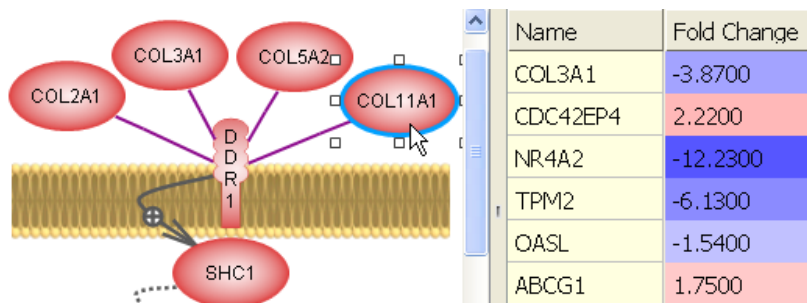 COL3A1
COL5A2
COL2A1
COL11A1
D
D
R
1
SHC1
Name Fold Change
COL3A1 -3.8700
CDC42EP4 2.2200
NR4A2 -12.2300
TPM2 -6.1300
OASL -1.5400
ABCG1 1.7500